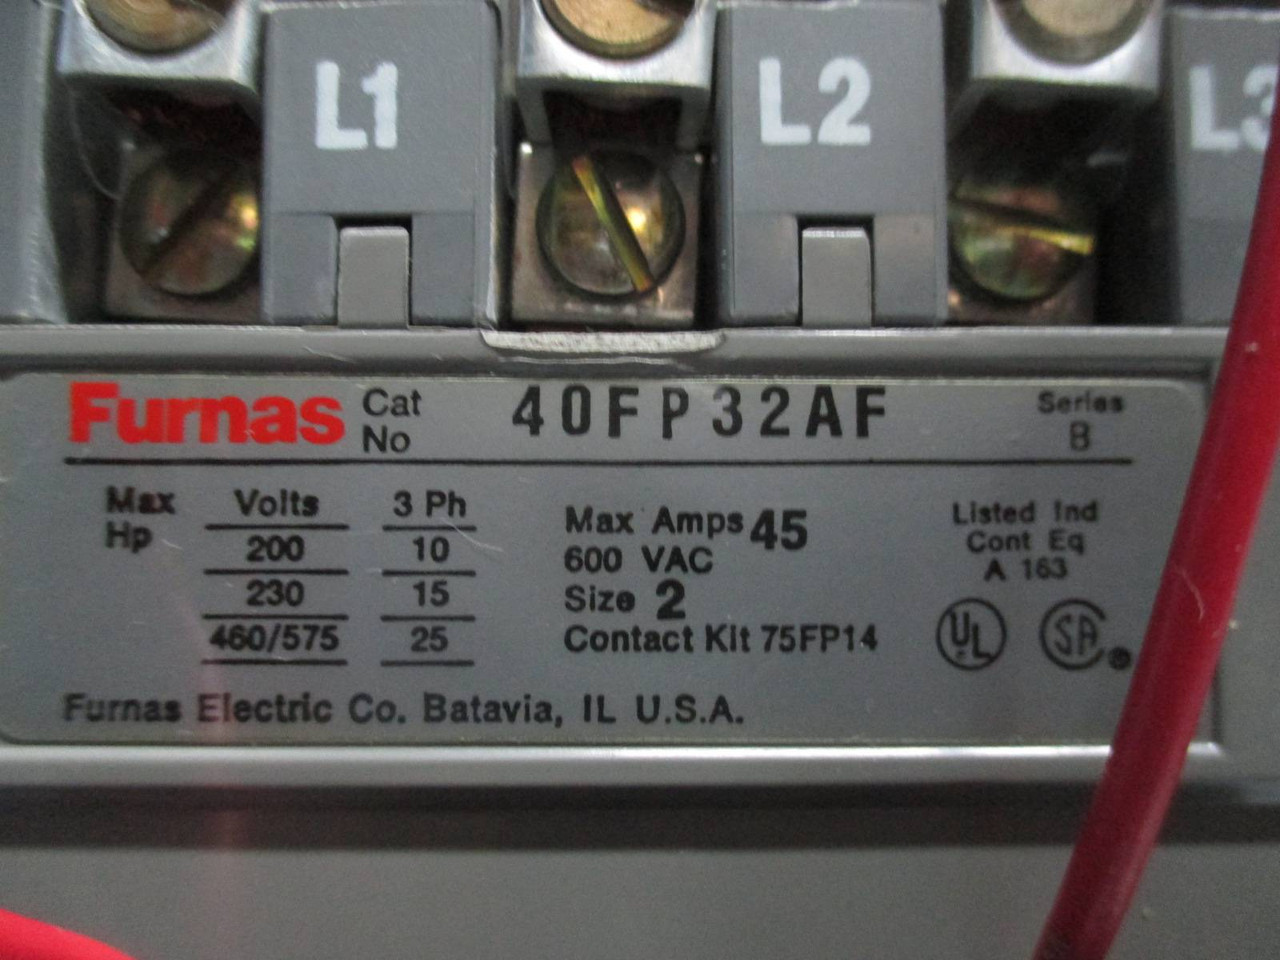 L1 L2 L3
Furnas Cat No 40FP32AF Series B
Max Hp Volts 3 Ph
200 10
230 15
460/575 25
Max Amps 45
600 VAC
Size 2
Contact Kit 75FP14
Listed Ind
Cont Eq
A 163
UL SA ®
Furnas Electric Co. Batavia, IL U.S.A.